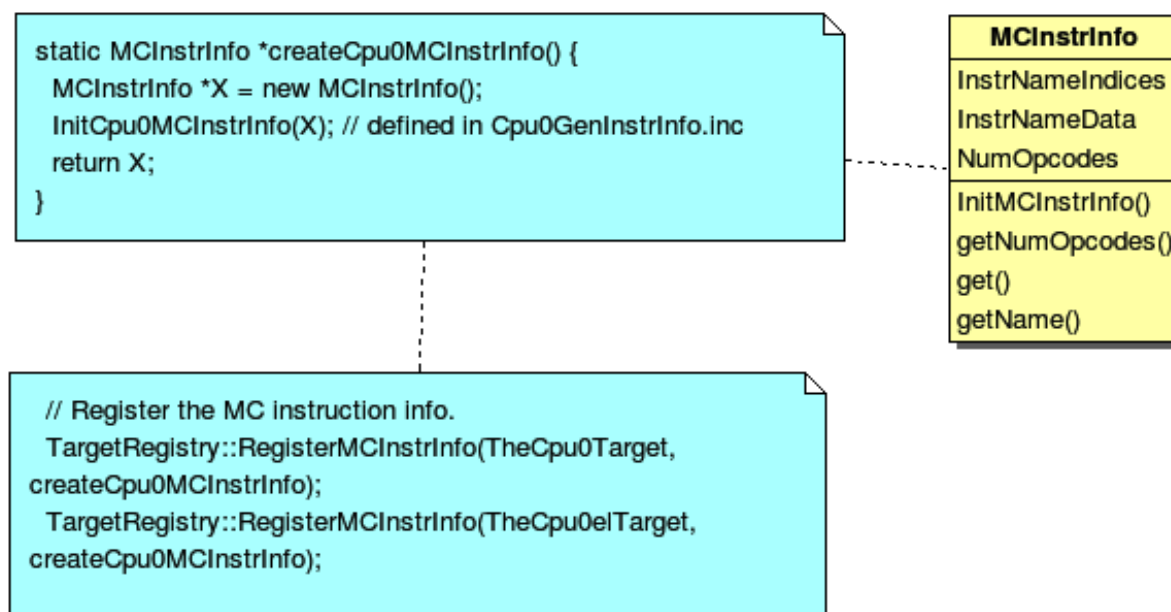 static MCInstrInfo *createCpu0MCInstrInfo() {
MCInstrInfo *X = new MCInstrInfo();
InitCpu0MCInstrInfo(X); // defined in Cpu0GenInstrInfo.inc
return X;
}
MCInstrInfo
InstrNameIndices
InstrNameData
NumOpcodes
InitMCInstrInfo()
getNumOpcodes()
get()
getName()
// Register the MC instruction info.
TargetRegistry::RegisterMCInstrInfo(TheCpu0Target,
createCpu0MCInstrInfo);
TargetRegistry::RegisterMCInstrInfo(TheCpu0elTarget,
createCpu0MCInstrInfo);